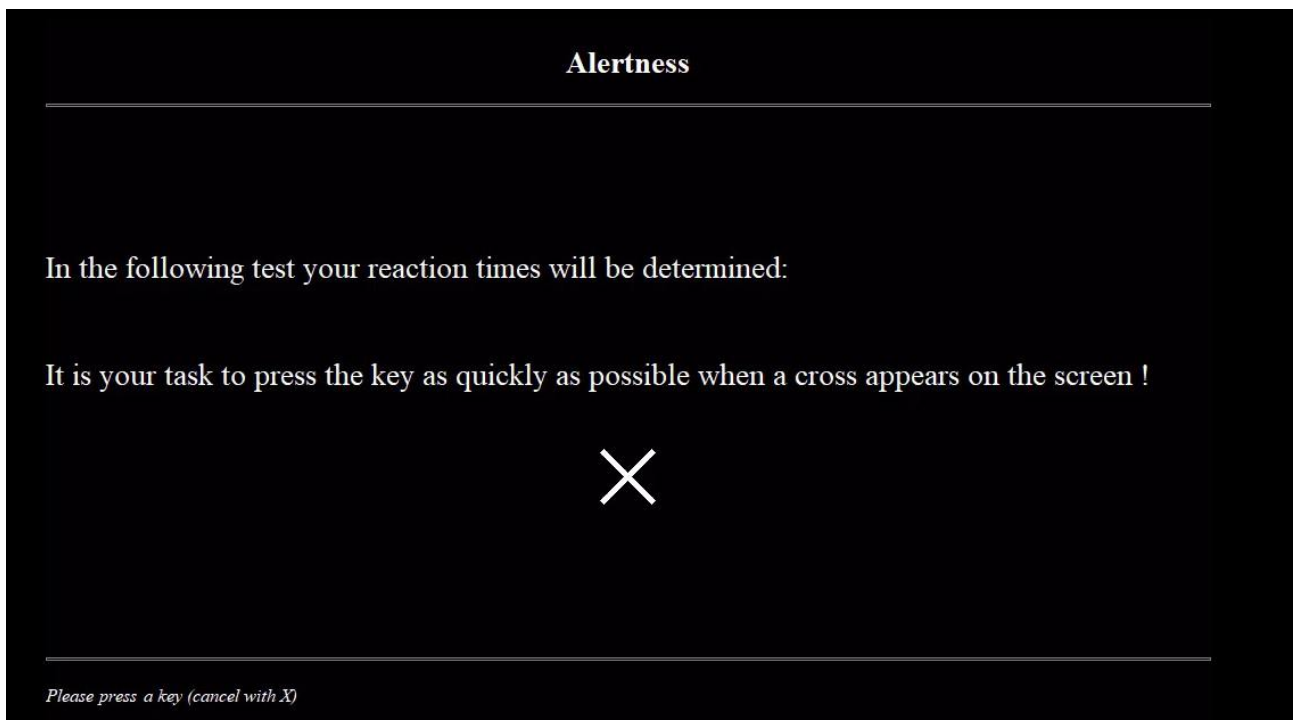 Alertness
In the following test your reaction times will be determined:
It is your task to press the key as quickly as possible when a cross appears on the screen !
Please press a key (cancel with X)